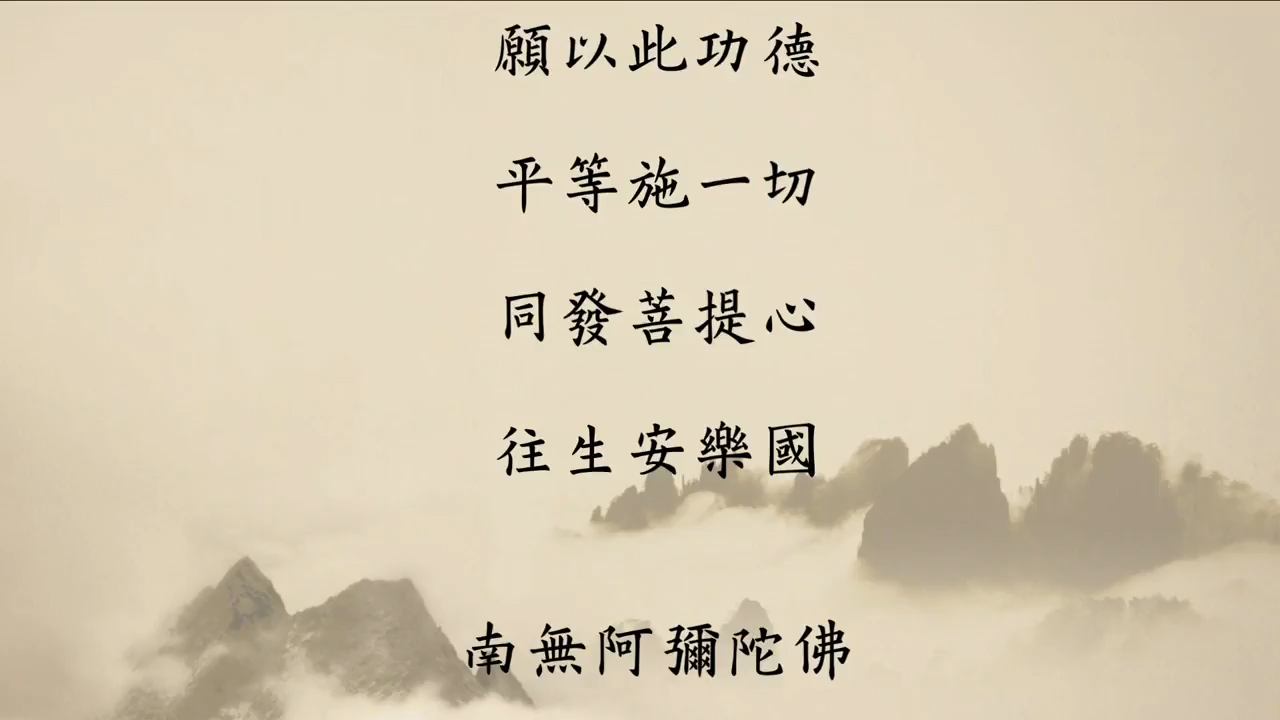 願以此功德
平等施一切
同發菩提心
往生安樂國
南無阿彌陀佛